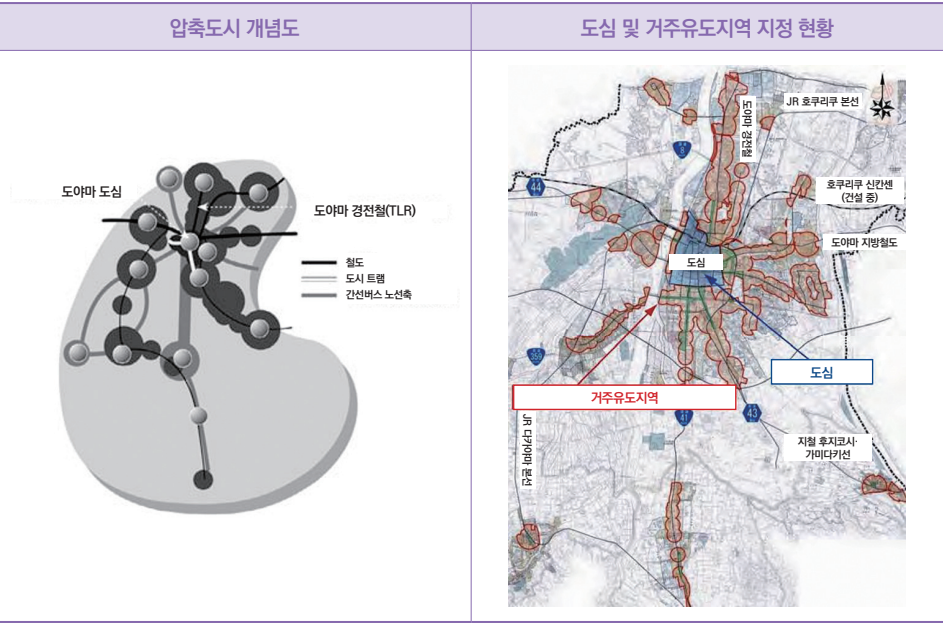 압축도시 개념도
도심 및 거주유도지역 지정 현황
도야마 도심
도야마 경전철(TLR)
철도
도시 트램
간선버스 노선축
JR 호쿠리쿠 본선
도야마 경전철
8
44
호쿠리쿠 신칸센
(건설 중)
도야마 지방철도
도심
359
도심
거주유도지역
41
43
JR 다카야마 본선
지철 후지코시·
가미다키선